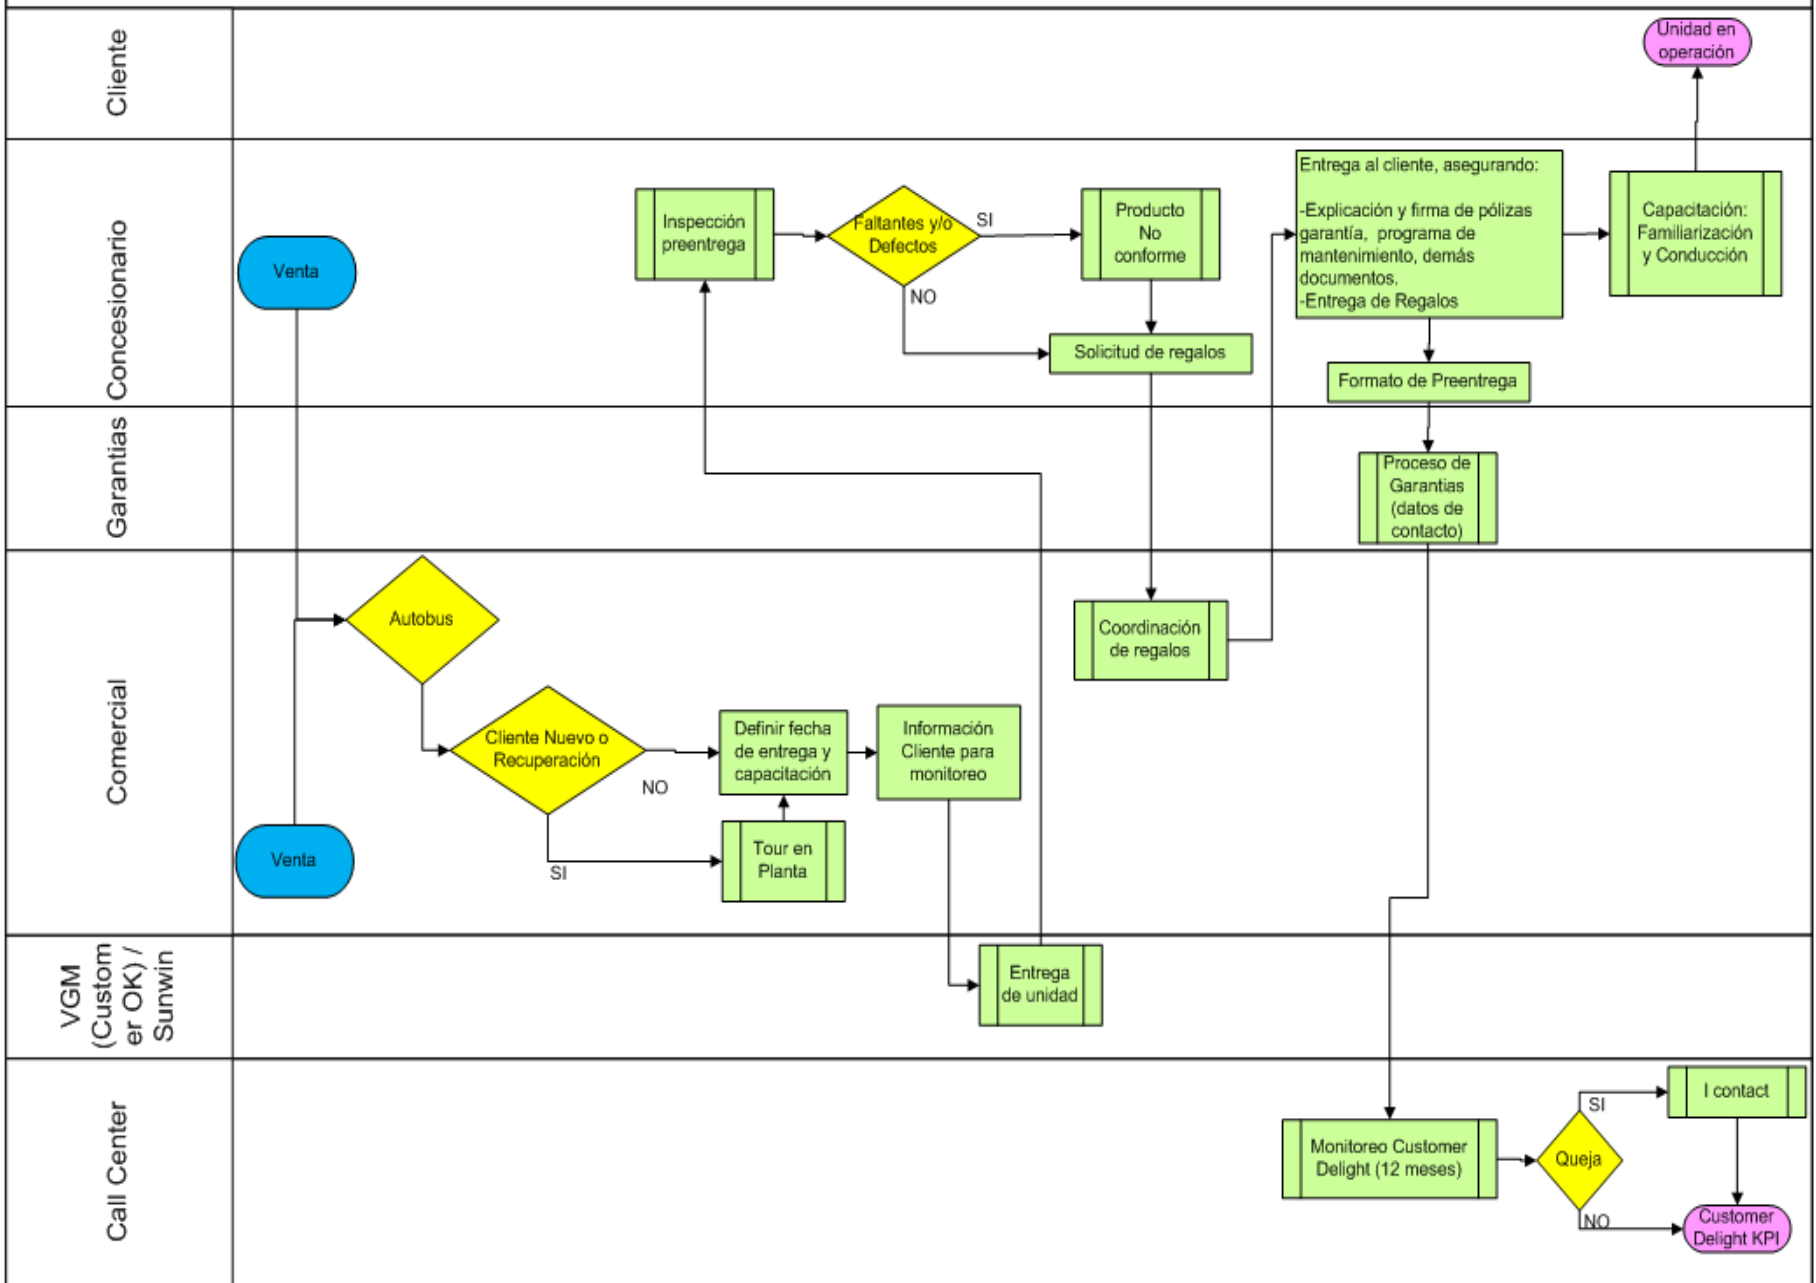 Cliente
Unidad en
operación
Concesionario
Venta
Inspección
preentrega
Faltantes y/o
Defectos
SI
NO
Producto
No
conforme
Solicitud de regalos
Entrega al cliente, asegurando:
-Explicación y firma de pólizas
garantía, programa de
mantenimiento, demás
documentos.
-Entrega de Regalos
Capacitación:
Familiarización
y Conducción
Formato de Preentrega
Garantias
Proceso de
Garantias
(datos de
contacto)
Comercial
Autobus
Cliente Nuevo o
Recuperación
NO
SI
Definir fecha
de entrega y
capacitación
Información
Cliente para
monitoreo
Tour en
Planta
Venta
Coordinación
de regalos
VGM
(Custom
er OK) /
Sunwin
Entrega
de unidad
Call Center
Monitoreo Customer
Delight (12 meses)
Queja
SI
NO
I contact
Customer
Delight KPI